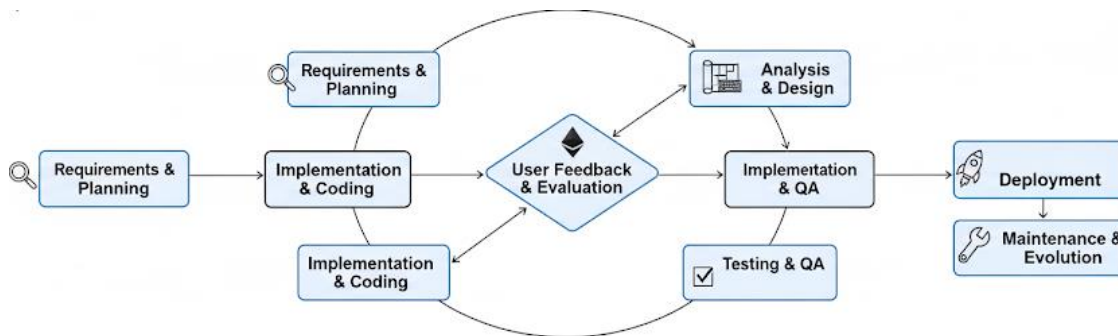 Requirements &
Planning
Analysis
& Design
Requirements &
Planning
Implementation
& Coding
User Feedback
& Evaluation
Implemetation
& QA
Deployment
Implementation
& Coding
Testing & QA
Maintenance &
Evolution